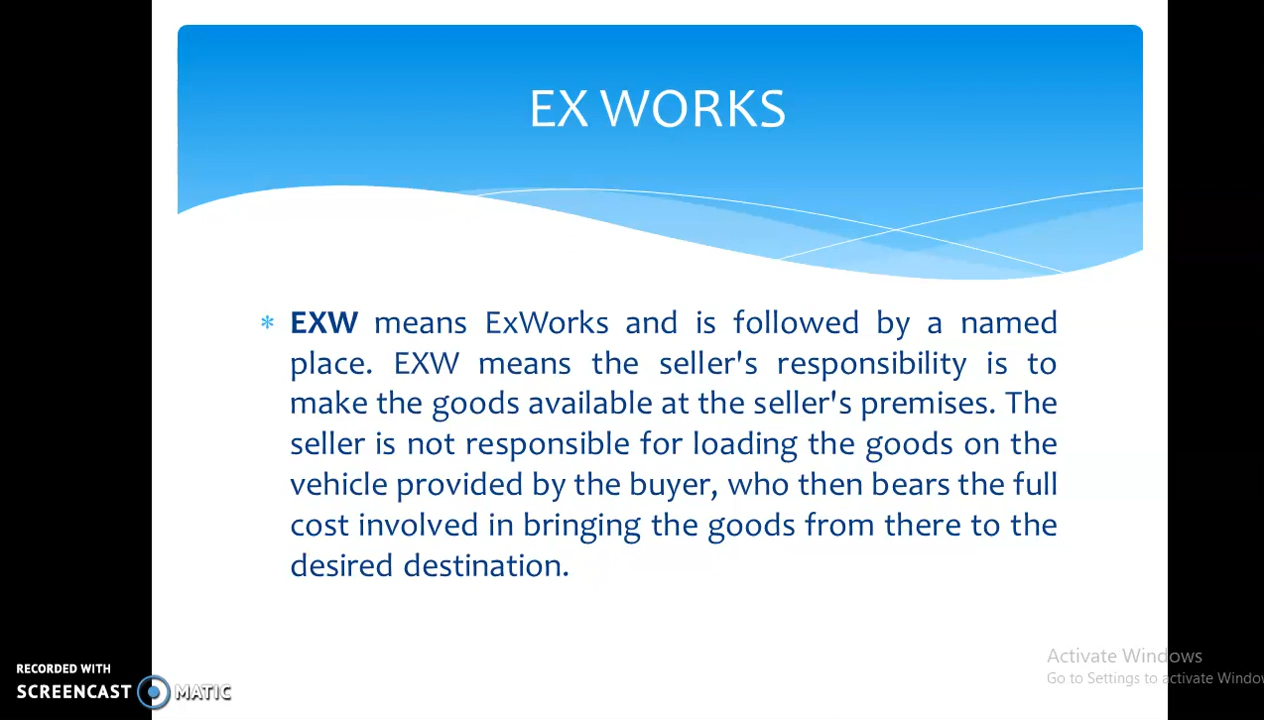 EX WORKS
* EXW means ExWorks and is followed by a named
place. EXW means the seller's responsibility is to
make the goods available at the seller's premises. The
seller is not responsible for loading the goods on the
vehicle provided by the buyer, who then bears the full
cost involved in bringing the goods from there to the
desired destination.
Activate Windows
Go to Settings to activate Windo
RECORDED WITH
SCREENCAST MATIC